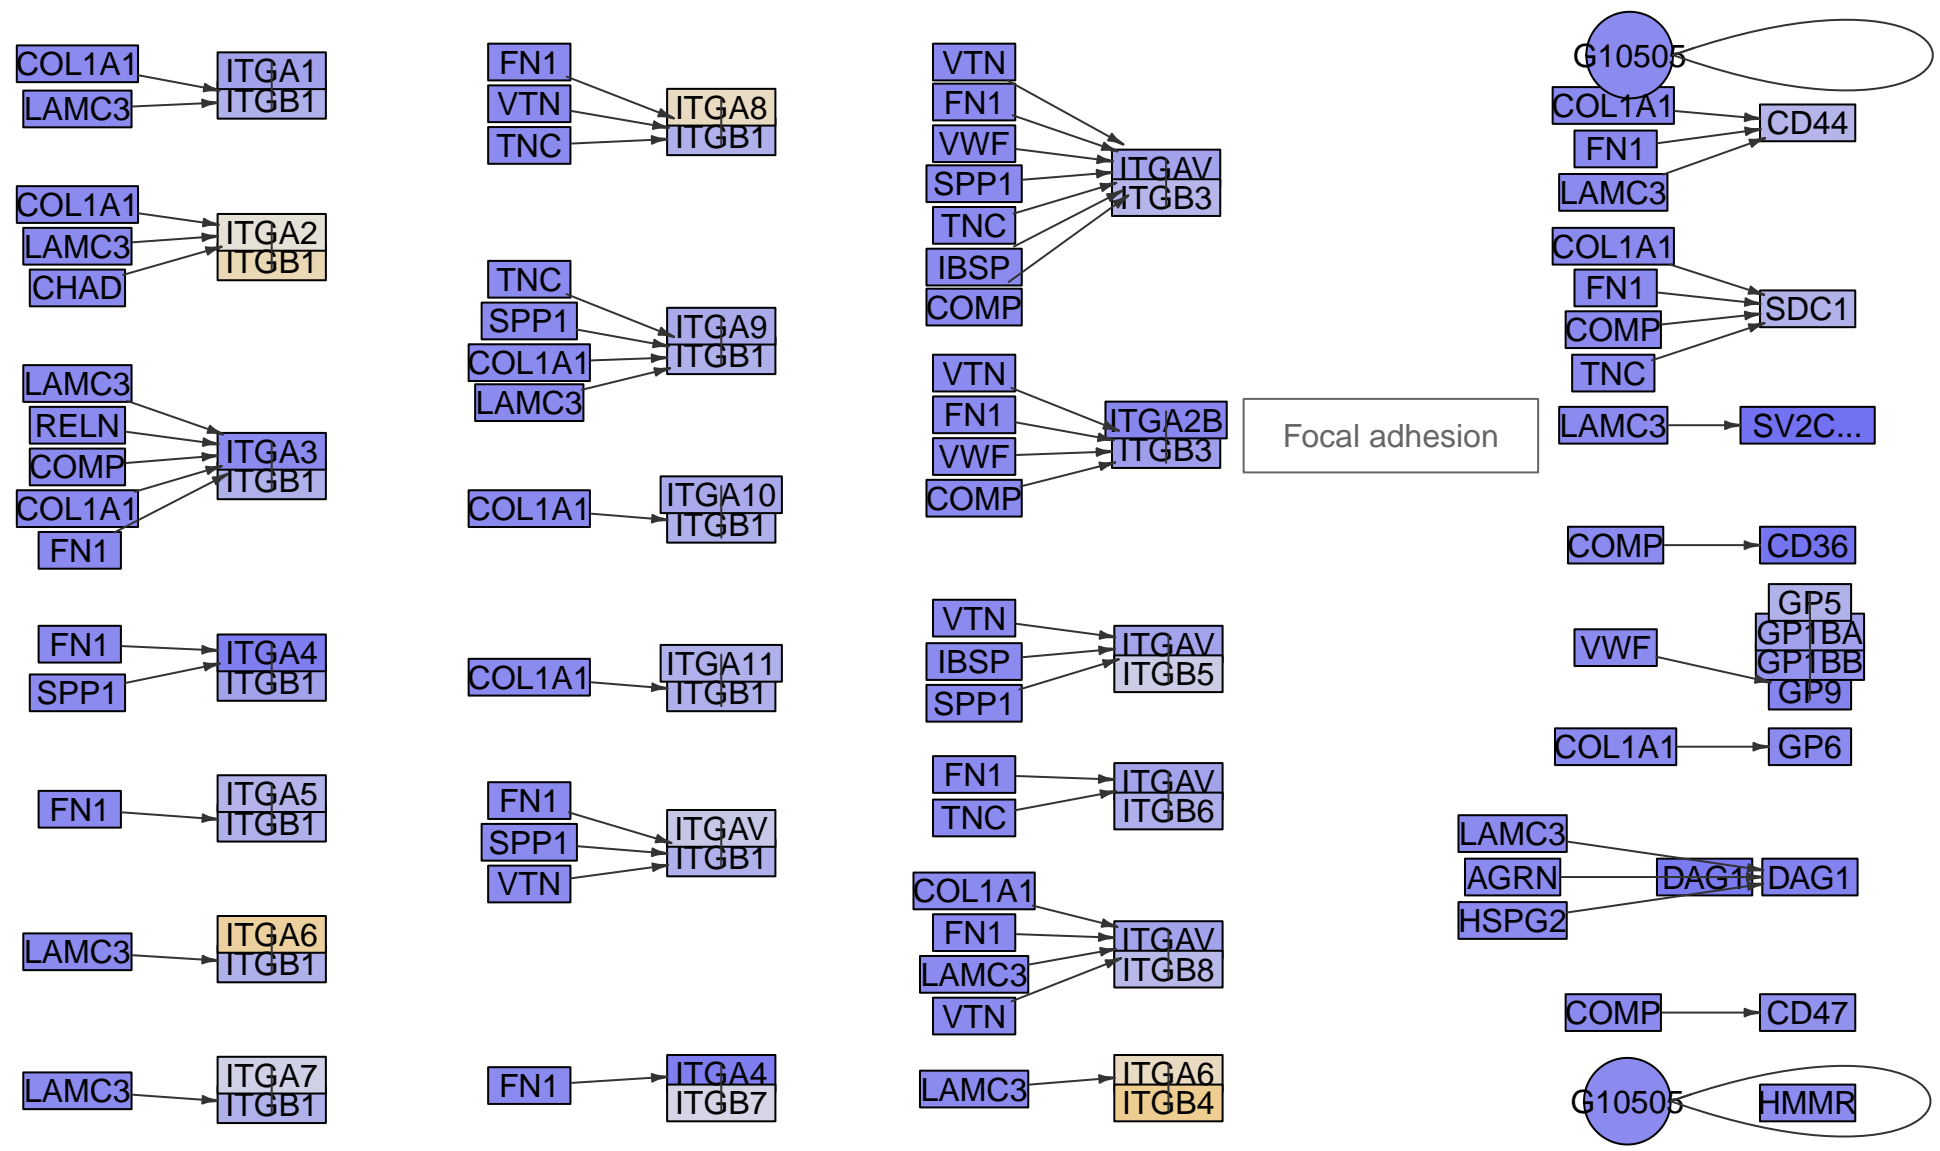 COL1A1
LAMC3
ITGA1
ITGB1
COL1A1
LAMC3
CHAD
ITGA2
ITGB1
LAMC3
RELN
COMP
COL1A1
FN1
ITGA3
ITGB1
FN1
SPP1
ITGA4
ITGB1
FN1
ITGA5
ITGB1
LAMC3
ITGA6
ITGB1
LAMC3
ITGA7
ITGB1
FN1
VTN
TNC
ITGA8
ITGB1
TNC
SPP1
COL1A1
LAMC3
ITGA9
ITGB1
COL1A1
ITGA10
ITGB1
COL1A1
ITGA11
ITGB1
FN1
SPP1
VTN
ITGAV
ITGB1
FN1
ITGA4
ITGB7
VTN
FN1
VWF
SPP1
TNC
IBSP
COMP
ITGAV
ITGB3
VTN
FN1
VWF
COMP
ITGA2B
ITGB3
Focal adhesion
VTN
IBSP
SPP1
ITGAV
ITGB5
FN1
TNC
ITGAV
ITGB6
COL1A1
FN1
LAMC3
VTN
ITGAV
ITGB8
LAMC3
ITGA6
ITGB4
G10505
COL1A1
FN1
LAMC3
CD44
COL1A1
FN1
COMP
TNC
SDC1
LAMC3
SV2C...
COMP
CD36
VWF
GP5
GP1BA
GP1BB
GP9
COL1A1
GP6
LAMC3
AGRN
HSPG2
DAG1
DAG1
COMP
CD47
G10505
HMMR